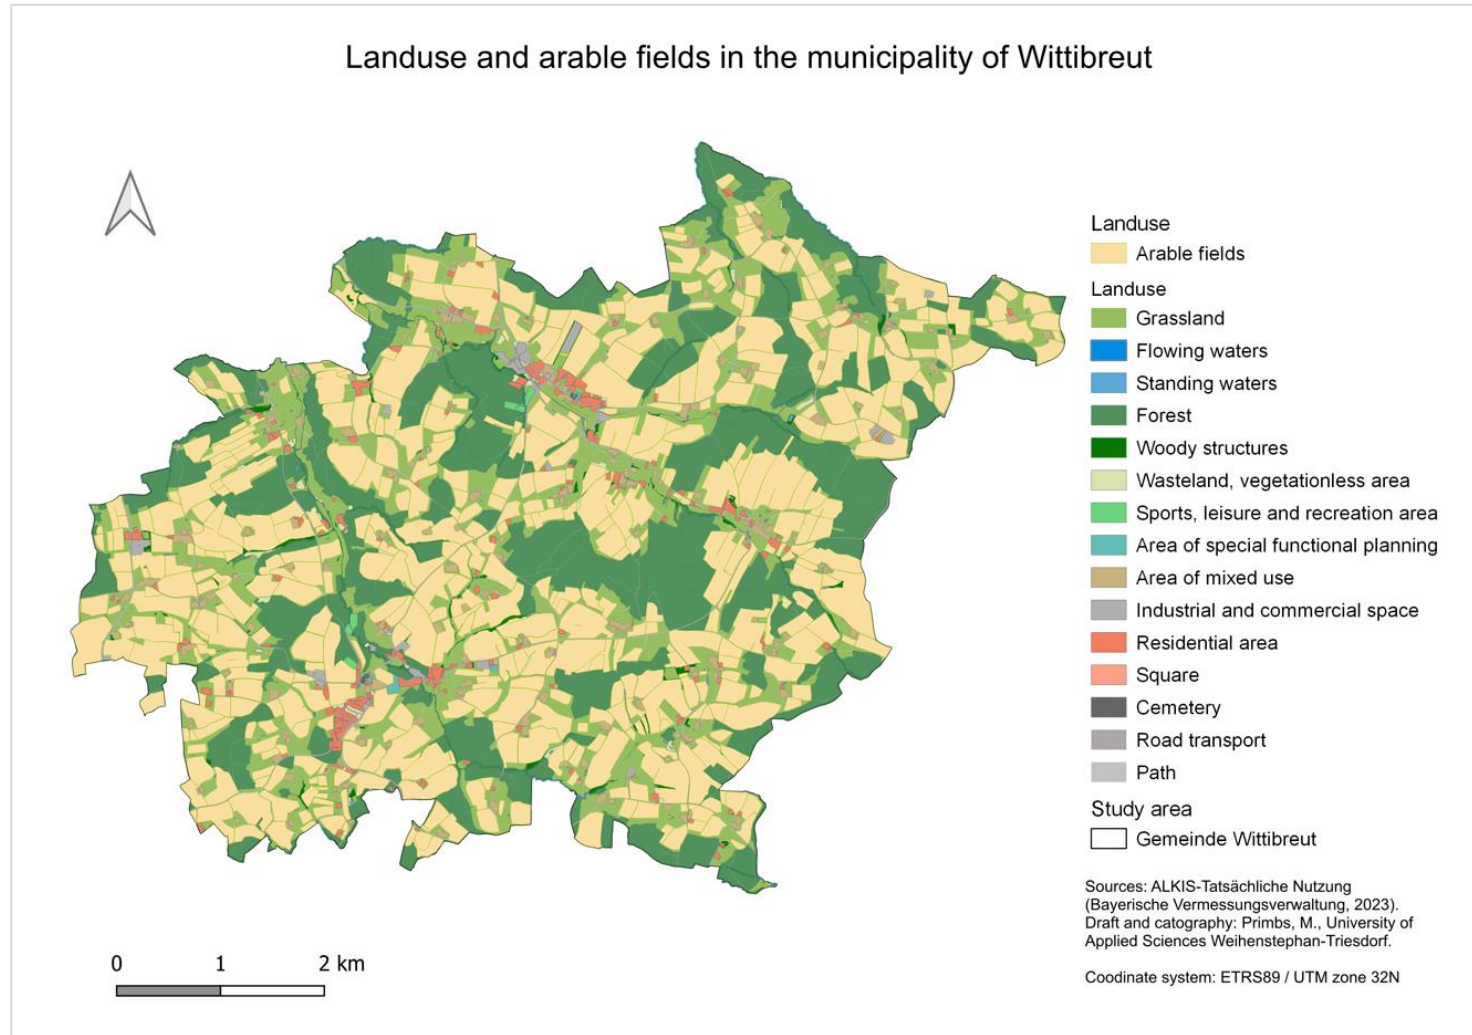 Landuse and arable fields in the municipality of Wittibreut
Landuse
Arable fields
Landuse
Grassland
Flowing waters
Standing waters
Forest
Woody structures
Wasteland, vegetationless area
Sports, leisure and recreation area
Area of special functional planning
Area of mixed use
Industrial and commercial space
Residential area
Square
Cemetery
Road transport
Path
Study area
Gemeinde Wittibreut
Sources: ALKIS-Tatsächliche Nutzung
(Bayerische Vermessungsverwaltung, 2023).
Draft and catography: Primbs, M., University of
Applied Sciences Weihenstephan-Triesdorf.
Coodinate system: ETRS89 / UTM zone 32N
0 1 2 km